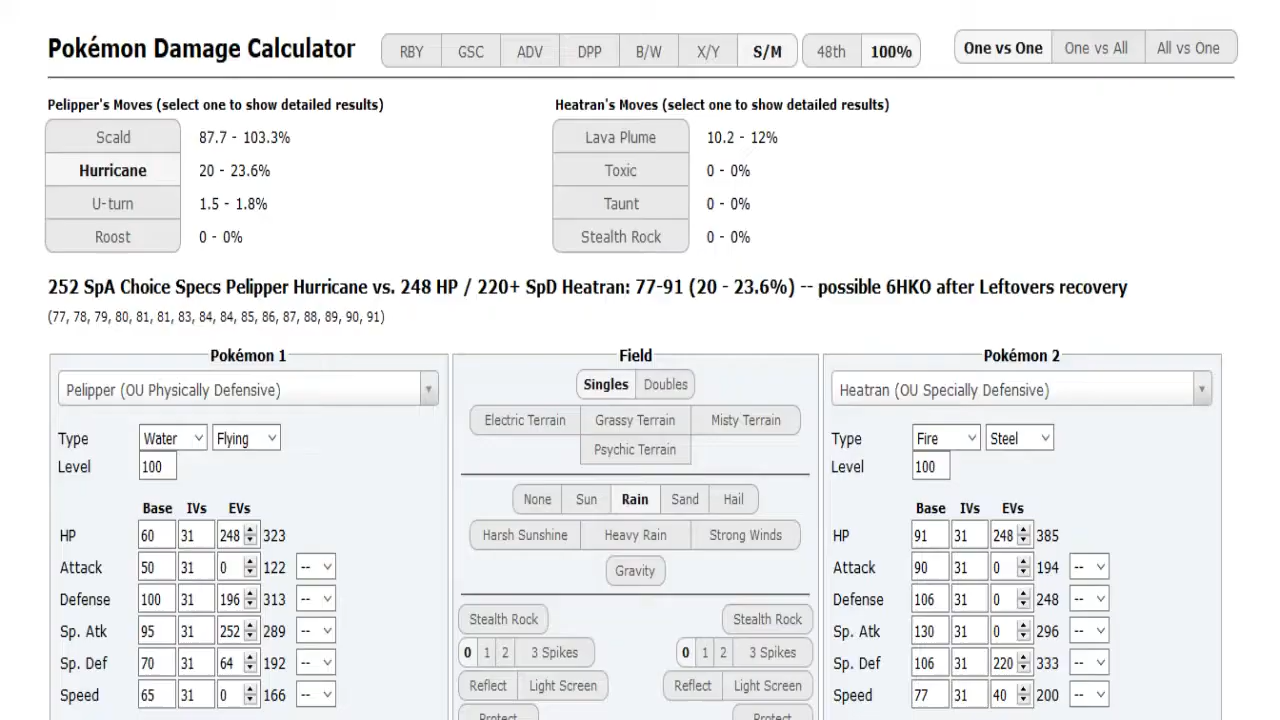 Pokémon Damage Calculator RBY GSC ADV DPP B/W X/Y S/M 48th 100% One vs One One vs All All vs One
Pelipper's Moves (select one to show detailed results) Heatran's Moves (select one to show detailed results)
Scald 87.7 - 103.3% Lava Plume 10.2 - 12%
Hurricane 20 - 23.6% Toxic 0 - 0%
U-turn 1.5 - 1.8% Taunt 0 - 0%
Roost 0 - 0% Stealth Rock 0 - 0%
252 SpA Choice Specs Pelipper Hurricane vs. 248 HP / 220+ SpD Heatran: 77-91 (20 - 23.6%) -- possible 6HKO after Leftovers recovery
(77, 78, 79, 80, 81, 81, 83, 84, 84, 85, 86, 87, 88, 89, 90, 91)
Pokémon 1
Pelipper (OU Physically Defensive)
Type Water Flying
Level 100
Base IVs EVs
HP 60 31 248 323
Attack 50 31 0 122 --
Defense 100 31 196 313 --
Sp. Atk 95 31 252 289 --
Sp. Def 70 31 64 192 --
Speed 65 31 0 166 --
Field
Singles Doubles
Electric Terrain Grassy Terrain Misty Terrain
Psychic Terrain
None Sun Rain Sand Hail
Harsh Sunshine Heavy Rain Strong Winds
Gravity
Stealth Rock Stealth Rock
0 1 2 3 Spikes 0 1 2 3 Spikes
Reflect Light Screen Reflect Light Screen
Protect Protect
Pokémon 2
Heatran (OU Specially Defensive)
Type Fire Steel
Level 100
Base IVs EVs
HP 91 31 248 385
Attack 90 31 0 194 --
Defense 106 31 0 248 --
Sp. Atk 130 31 0 296 --
Sp. Def 106 31 220 333 --
Speed 77 31 40 200 --